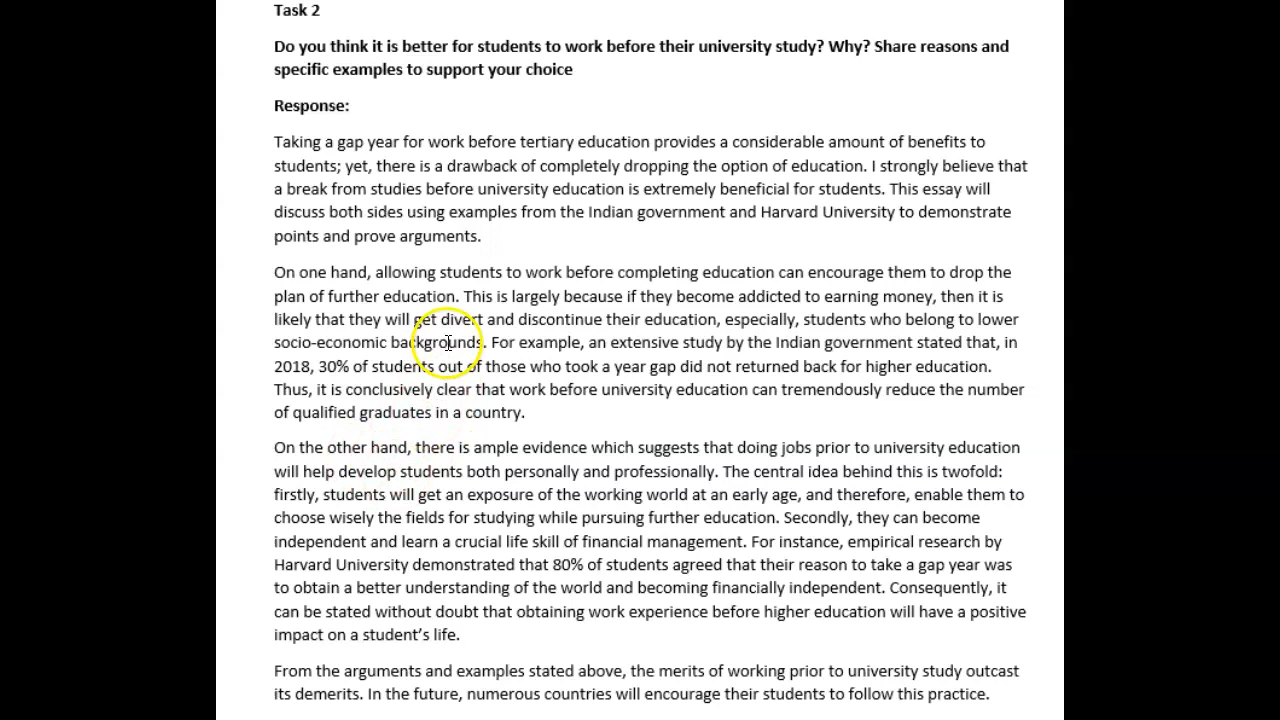 Task 2
Do you think it is better for students to work before their university study? Why? Share reasons and
specific examples to support your choice
Response:
Taking a gap year for work before tertiary education provides a considerable amount of benefits to
students; yet, there is a drawback of completely dropping the option of education. I strongly believe that
a break from studies before university education is extremely beneficial for students. This essay will
discuss both sides using examples from the Indian government and Harvard University to demonstrate
points and prove arguments.
On one hand, allowing students to work before completing education can encourage them to drop the
plan of further education. This is largely because if they become addicted to earning money, then it is
likely that they will get divert and discontinue their education, especially, students who belong to lower
socio-economic backgrounds. For example, an extensive study by the Indian government stated that, in
2018, 30% of students out of those who took a year gap did not returned back for higher education.
Thus, it is conclusively clear that work before university education can tremendously reduce the number
of qualified graduates in a country.
On the other hand, there is ample evidence which suggests that doing jobs prior to university education
will help develop students both personally and professionally. The central idea behind this is twofold:
firstly, students will get an exposure of the working world at an early age, and therefore, enable them to
choose wisely the fields for studying while pursuing further education. Secondly, they can become
independent and learn a crucial life skill of financial management. For instance, empirical research by
Harvard University demonstrated that 80% of students agreed that their reason to take a gap year was
to obtain a better understanding of the world and becoming financially independent. Consequently, it
can be stated without doubt that obtaining work experience before higher education will have a positive
impact on a student’s life.
From the arguments and examples stated above, the merits of working prior to university study outcast
its demerits. In the future, numerous countries will encourage their students to follow this practice.